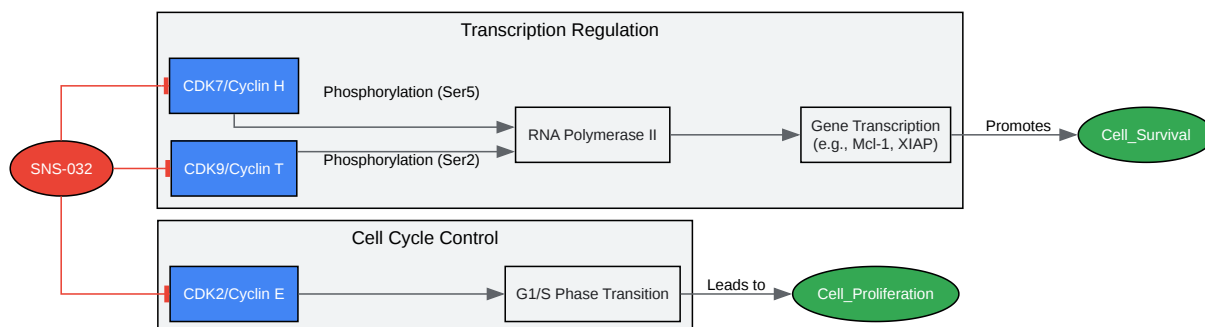 Transcription Regulation
CDK7/Cyclin H
Phosphorylation (Ser5)
RNA Polymerase II
Gene Transcription
(e.g., Mcl-1, XIAP)
Promotes
Cell_Survival
SNS-032
CDK9/Cyclin T
Phosphorylation (Ser2)
Cell Cycle Control
CDK2/Cyclin E
G1/S Phase Transition
Leads to
Cell_Proliferation